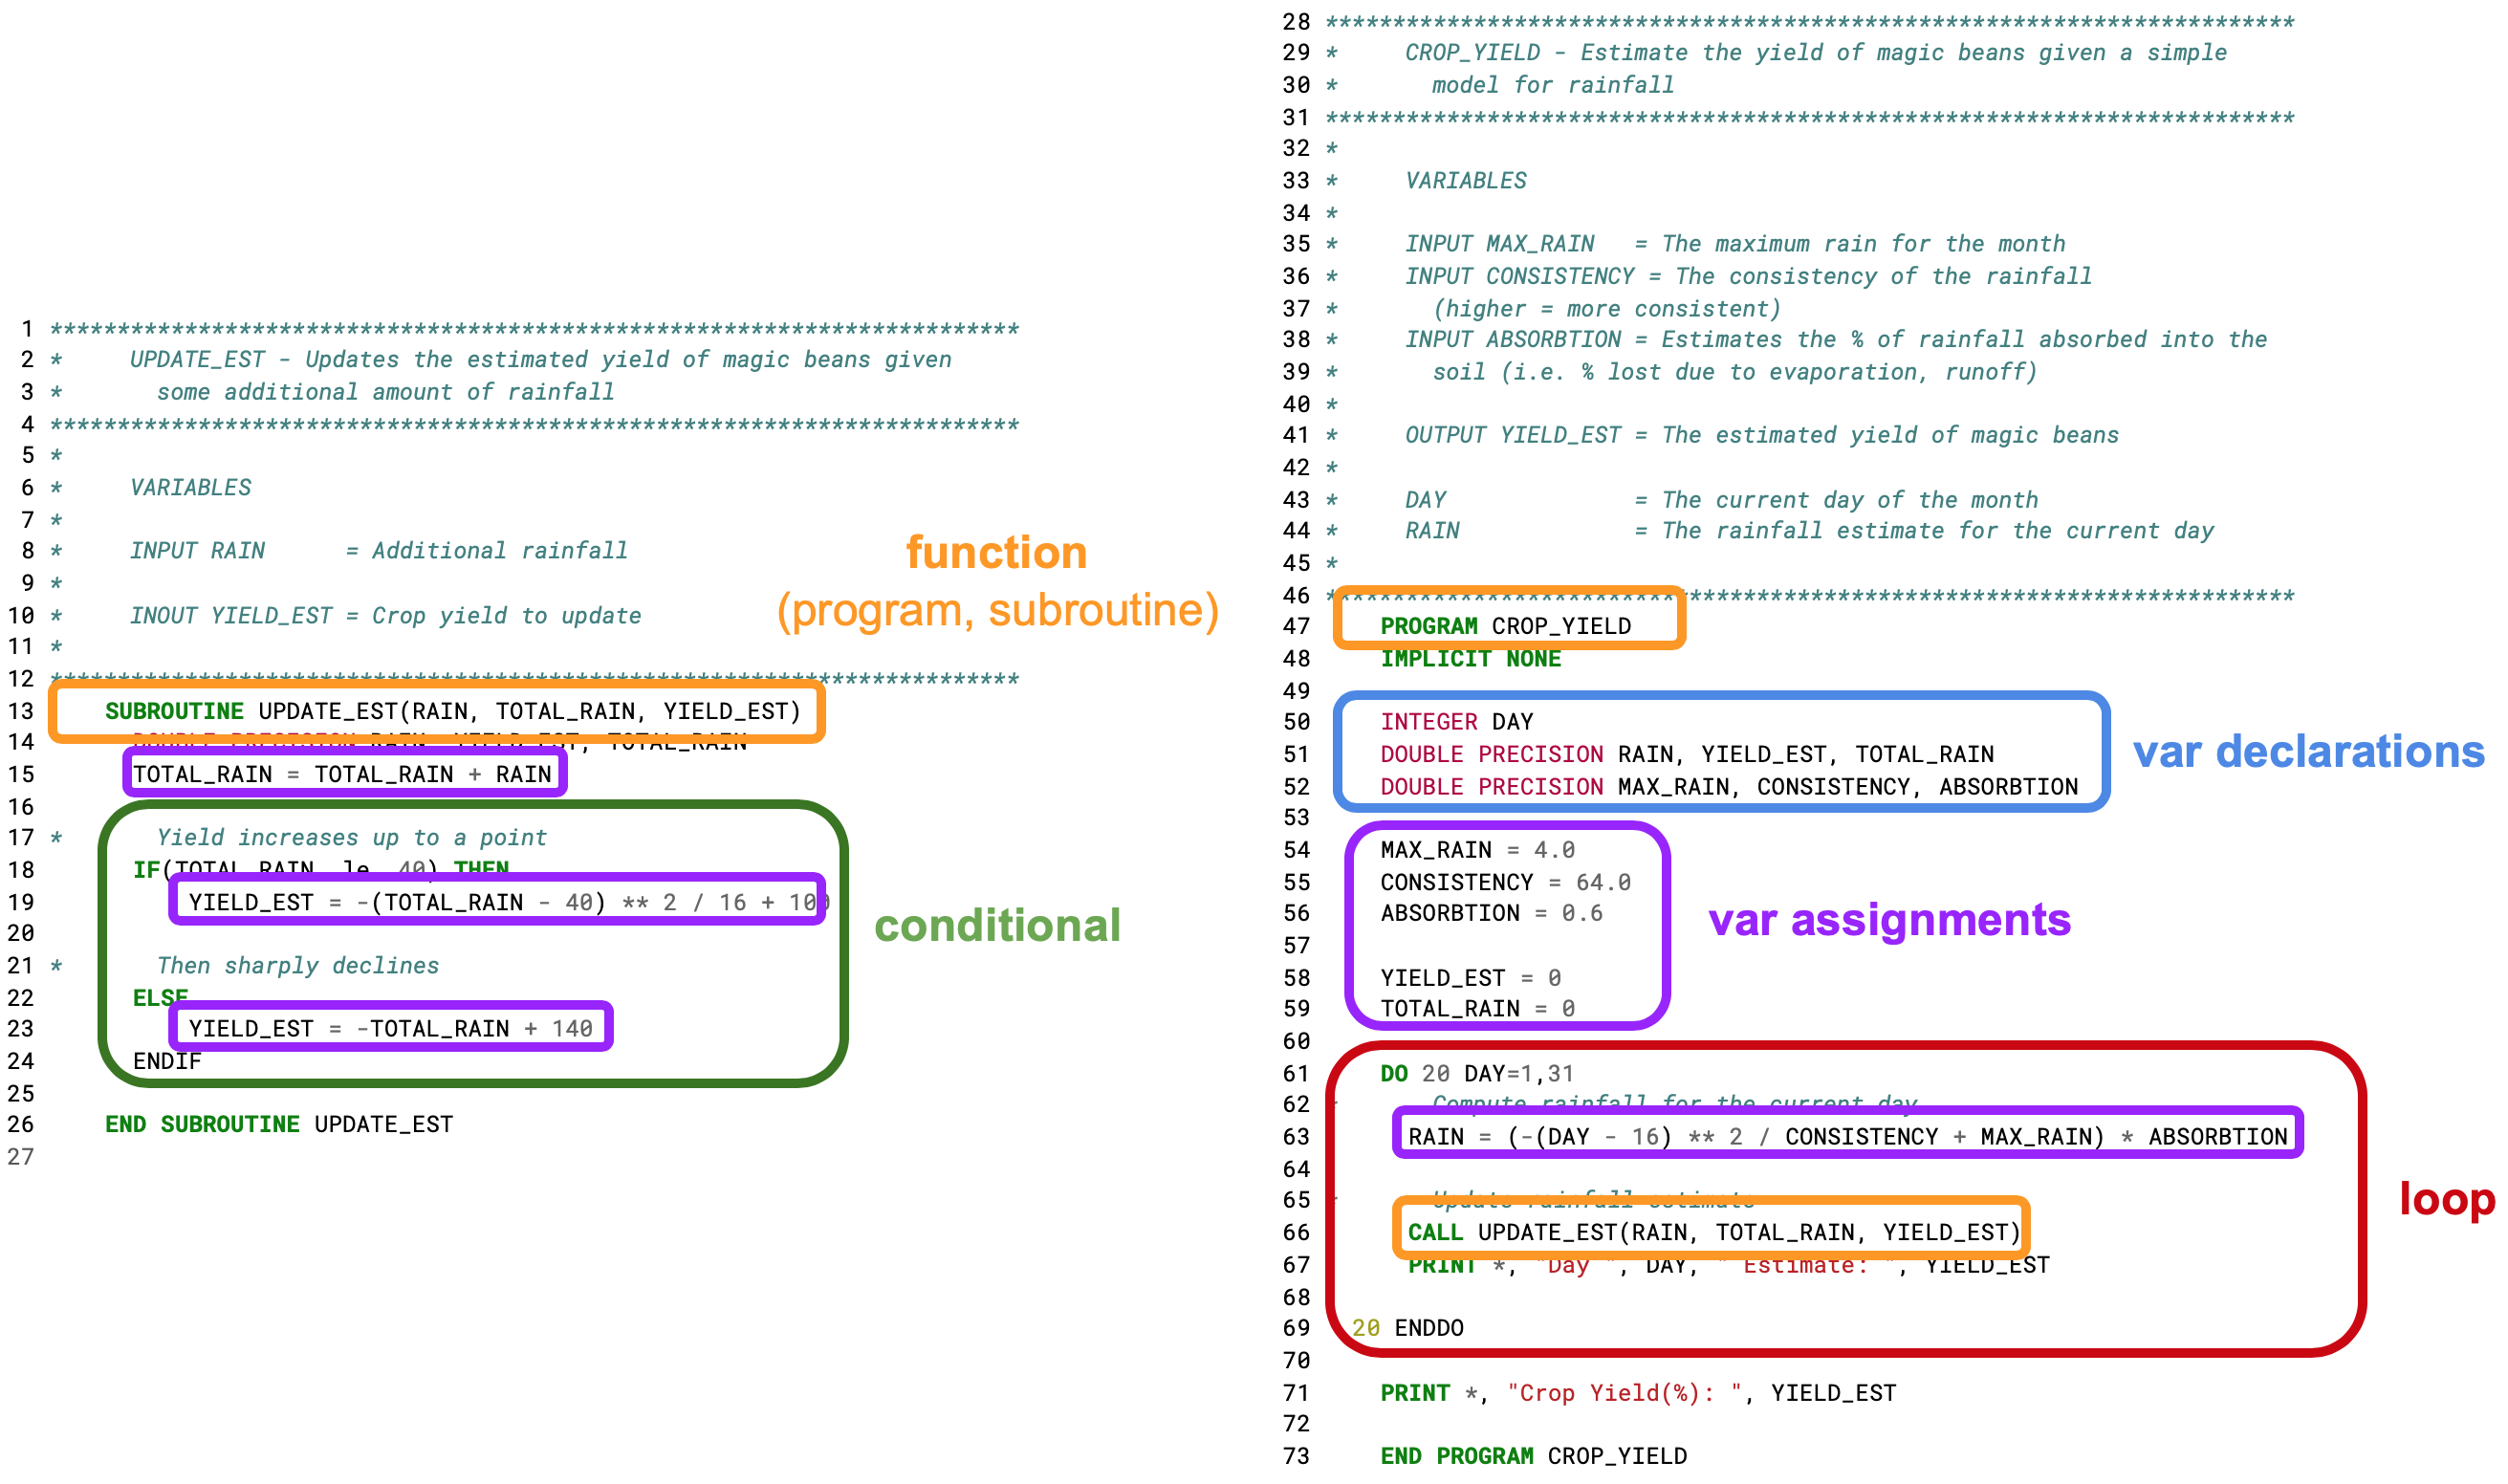 1 ************************************************************************
2 *     UPDATE_EST - Updates the estimated yield of magic beans given
3 *       some additional amount of rainfall
4 ************************************************************************
5 *
6 *     VARIABLES
7 *
8 *     INPUT RAIN      = Additional rainfall
9 *
10 *     INOUT YIELD_EST = Crop yield to update
11 *
12 ************************************************************************
13     SUBROUTINE UPDATE_EST(RAIN, TOTAL_RAIN, YIELD_EST)
14       DOUBLE PRECISION RAIN, YIELD_EST, TOTAL_RAIN
15       TOTAL_RAIN = TOTAL_RAIN + RAIN
16
17 *       Yield increases up to a point
18       IF(TOTAL_RAIN .le. 40) THEN
19           YIELD_EST = -(TOTAL_RAIN - 40) ** 2 / 16 + 100
20
21 *       Then sharply declines
22       ELSE
23           YIELD_EST = -TOTAL_RAIN + 140
24       ENDIF
25
26     END SUBROUTINE UPDATE_EST
27
function
(program, subroutine)
conditional
28 ************************************************************************
29 *     CROP_YIELD - Estimate the yield of magic beans given a simple
30 *       model for rainfall
31 ************************************************************************
32 *
33 *     VARIABLES
34 *
35 *     INPUT MAX_RAIN   = The maximum rain for the month
36 *     INPUT CONSISTENCY = The consistency of the rainfall
37 *       (higher = more consistent)
38 *     INPUT ABSORBTION = Estimates the % of rainfall absorbed into the
39 *       soil (i.e. % lost due to evaporation, runoff)
40 *
41 *     OUTPUT YIELD_EST = The estimated yield of magic beans
42 *
43 *     DAY              = The current day of the month
44 *     RAIN             = The rainfall estimate for the current day
45 *
46 ************************************************************************
47     PROGRAM CROP_YIELD
48     IMPLICIT NONE
49
50     INTEGER DAY
51     DOUBLE PRECISION RAIN, YIELD_EST, TOTAL_RAIN
52     DOUBLE PRECISION MAX_RAIN, CONSISTENCY, ABSORBTION
53
54     MAX_RAIN = 4.0
55     CONSISTENCY = 64.0
56     ABSORBTION = 0.6
57
58     YIELD_EST = 0
59     TOTAL_RAIN = 0
60
61     DO 20 DAY=1,31
62 *       Compute rainfall for the current day
63       RAIN = (-(DAY - 16) ** 2 / CONSISTENCY + MAX_RAIN) * ABSORBTION
64
65 *       Update rainfall estimate
66       CALL UPDATE_EST(RAIN, TOTAL_RAIN, YIELD_EST)
67       PRINT *, "Day ", DAY, " Estimate: ", YIELD_EST
68
69   20 ENDDO
70
71     PRINT *, "Crop Yield(%): ", YIELD_EST
72
73     END PROGRAM CROP_YIELD
var declarations
var assignments
loop